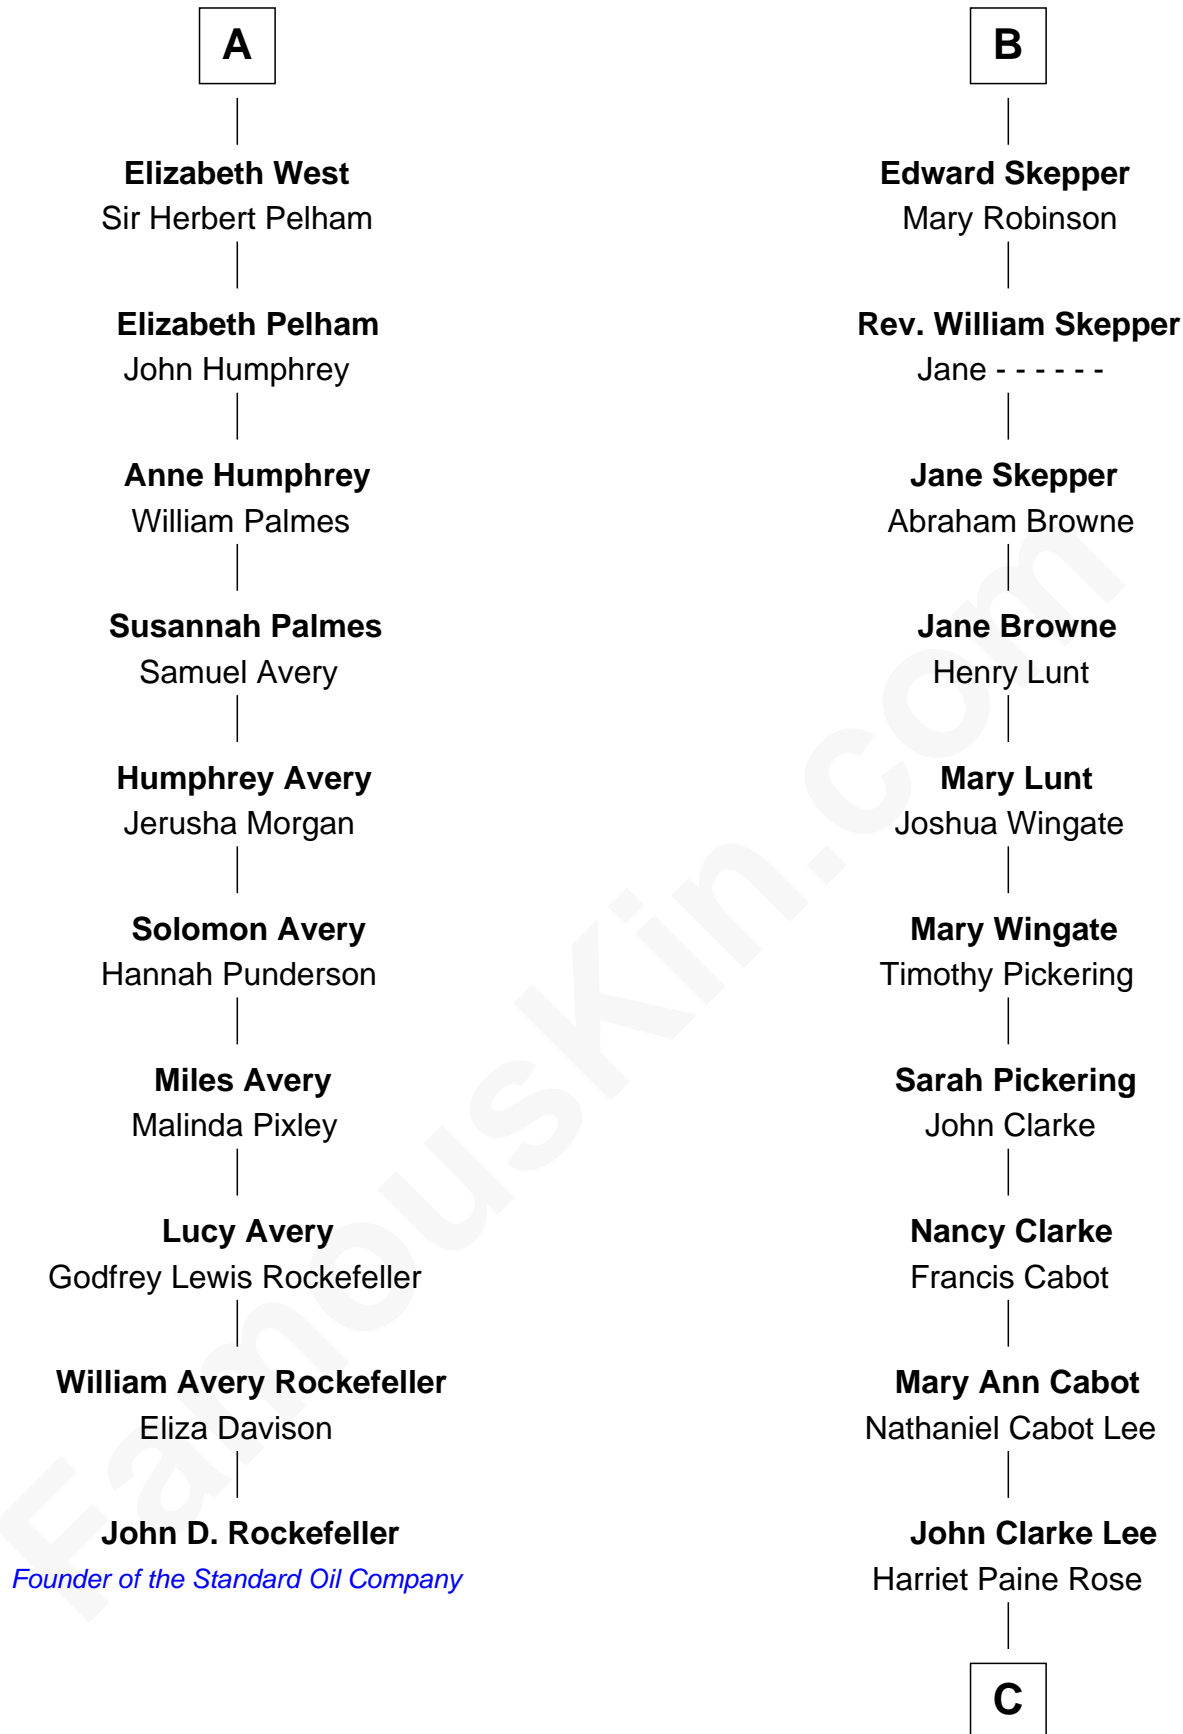 A
Elizabeth West
Sir Herbert Pelham
Elizabeth Pelham
John Humphrey
Anne Humphrey
William Palmes
Susannah Palmes
Samuel Avery
Humphrey Avery
Jerusha Morgan
Solomon Avery
Hannah Punderson
Miles Avery
Malinda Pixley
Lucy Avery
Godfrey Lewis Rockefeller
William Avery Rockefeller
Eliza Davison
John D. Rockefeller
Founder of the Standard Oil Company
B
Edward Skepper
Mary Robinson
Rev. William Skepper
Jane - - - - - -
Jane Skepper
Abraham Browne
Jane Browne
Henry Lunt
Mary Lunt
Joshua Wingate
Mary Wingate
Timothy Pickering
Sarah Pickering
John Clarke
Nancy Clarke
Francis Cabot
Mary Ann Cabot
Nathaniel Cabot Lee
John Clarke Lee
Harriet Paine Rose
C
FamousKin.com